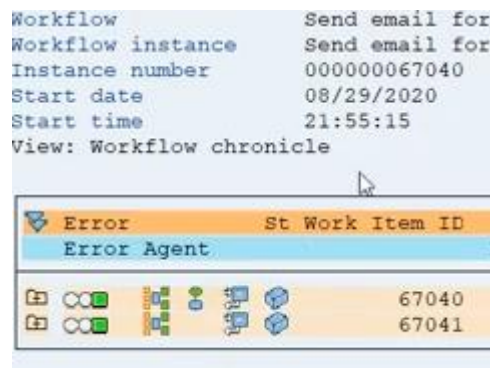 Workflow Send email for
Workflow instance Send email for
Instance number 000000067040
Start date 08/29/2020
Start time 21:55:15
View: Workflow chronicle
Error St Work Item ID
Error Agent
67040
67041